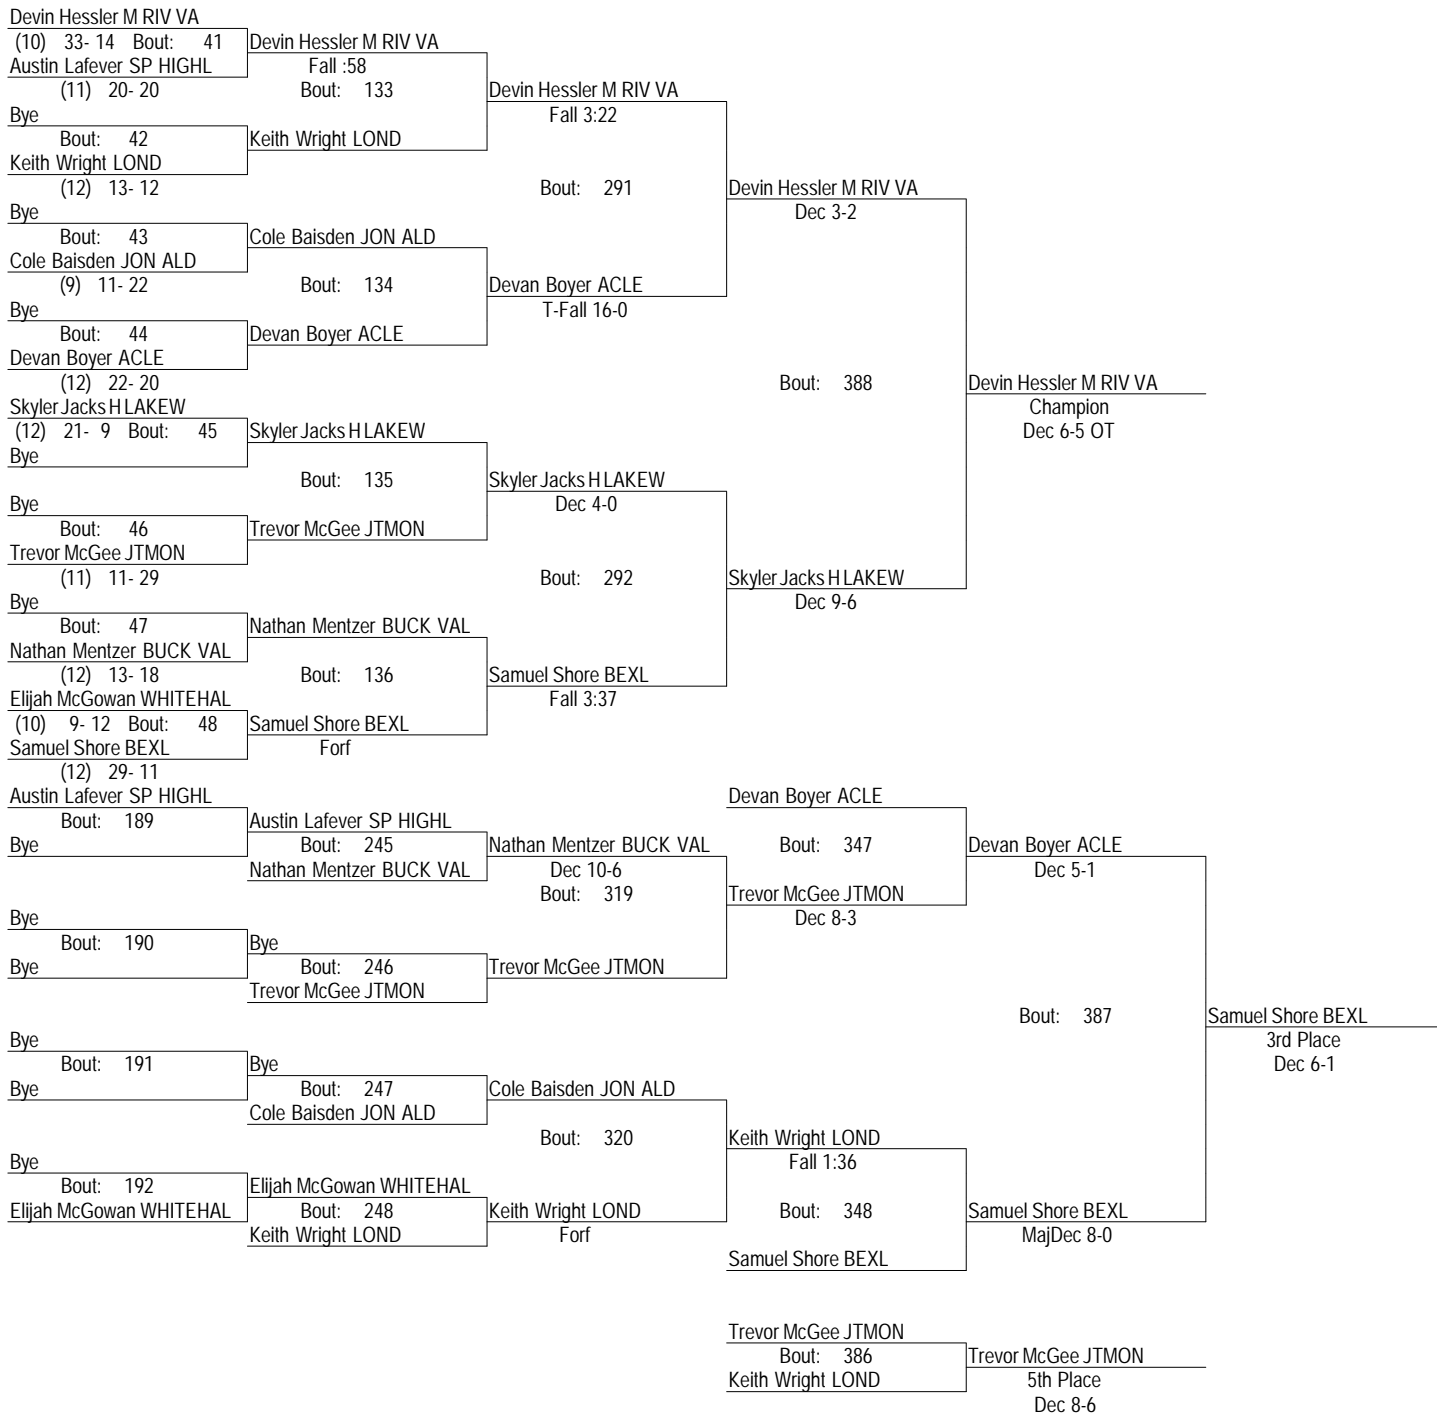 Devin Hessler M RIV VA
(10) 33- 14 Bout: 41 Devin Hessler M RIV VA
Austin Lafever SP HIGHL Fall :58
(11) 20- 20 Bout: 133 Devin Hessler M RIV VA
Bye Fall 3:22
Bout: 42 Keith Wright LOND
Keith Wright LOND
(12) 13- 12 Bout: 291 Devin Hessler M RIV VA
Bye Dec 3-2
Bout: 43 Cole Baisden JON ALD
Cole Baisden JON ALD
(9) 11- 22 Bout: 134 Devan Boyer ACLE
Bye T-Fall 16-0
Bout: 44 Devan Boyer ACLE
Devan Boyer ACLE
(12) 22- 20 Bout: 388 Devin Hessler M RIV VA
Skyler Jacks H LAKEW Champion
(12) 21- 9 Bout: 45 Skyler Jacks H LAKEW Dec 6-5 OT
Bye
Bout: 135 Skyler Jacks H LAKEW
Bye Dec 4-0
Bout: 46 Trevor McGee JTMON
Trevor McGee JTMON
(11) 11- 29 Bout: 292 Skyler Jacks H LAKEW
Bye Dec 9-6
Bout: 47 Nathan Mentzer BUCK VAL
Nathan Mentzer BUCK VAL
(12) 13- 18 Bout: 136 Samuel Shore BEXL
Elijah McGowan WHITEHAL Fall 3:37
(10) 9- 12 Bout: 48 Samuel Shore BEXL
Samuel Shore BEXL Forf
(12) 29- 11
Austin Lafever SP HIGHL Devan Boyer ACLE
Bout: 189 Austin Lafever SP HIGHL
Bye Bout: 245 Nathan Mentzer BUCK VAL Bout: 347 Devan Boyer ACLE
Nathan Mentzer BUCK VAL Dec 10-6 Dec 5-1
Bout: 319 Trevor McGee JTMON
Bye Dec 8-3
Bout: 190 Bye
Bye Bout: 246 Trevor McGee JTMON
Trevor McGee JTMON
Bout: 387 Samuel Shore BEXL
Bye 3rd Place
Bout: 191 Bye Dec 6-1
Bye Bout: 247 Cole Baisden JON ALD
Cole Baisden JON ALD
Bout: 320 Keith Wright LOND
Bye Fall 1:36
Bout: 192 Elijah McGowan WHITEHAL
Elijah McGowan WHITEHAL Bout: 248 Keith Wright LOND Bout: 348 Samuel Shore BEXL
Keith Wright LOND Forf MajDec 8-0
Samuel Shore BEXL
Trevor McGee JTMON
Bout: 386 Trevor McGee JTMON
Keith Wright LOND 5th Place
Dec 8-6